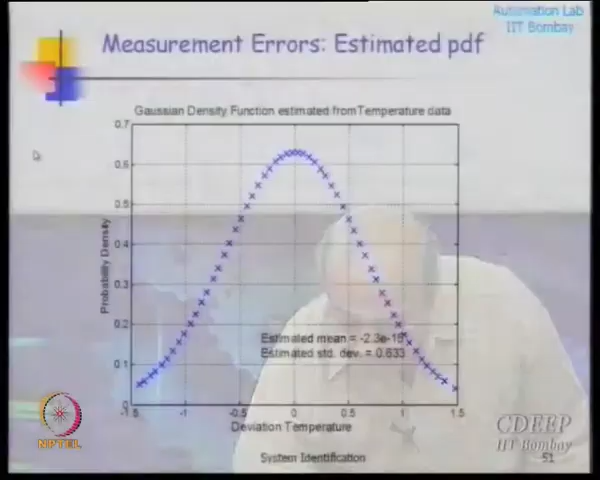 Automation Lab
IIT Bombay
Measurement Errors: Estimated pdf
Gaussian Density Function estimated from Temperature data
0.7
0.6
0.5
0.4
0.3
0.2
0.1
0
Probability Density
Estimated mean = -2.3e-16
Estimated std. dev. = 0.633
-1.5
-1
-0.5
0
0.5
1
1.5
Deviation Temperature
System Identification
NPTEL
CDEEP
IIT Bombay
51